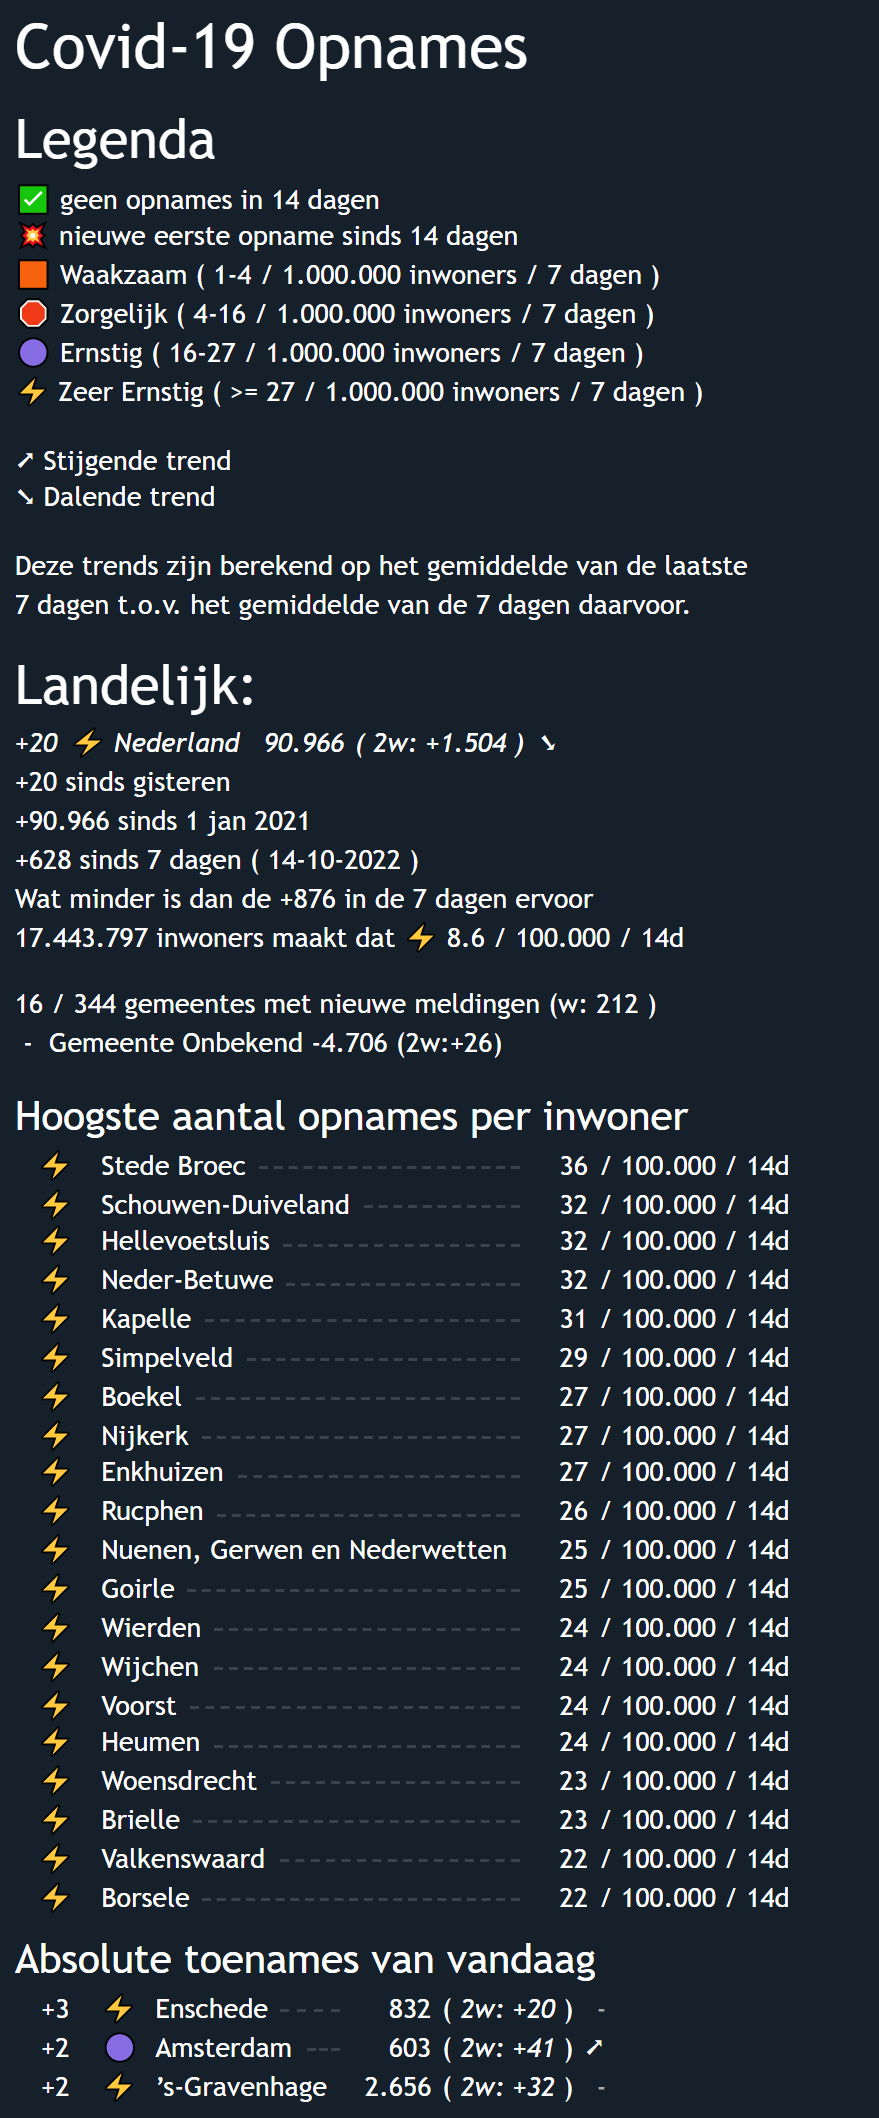 Covid-19 Opnames
Legenda
✅ geen opnames in 14 dagen
💥 nieuwe eerste opname sinds 14 dagen
🟧 Waakzaam ( 1-4 / 1.000.000 inwoners / 7 dagen )
🛑 Zorgelijk ( 4-16 / 1.000.000 inwoners / 7 dagen )
🟣 Ernstig ( 16-27 / 1.000.000 inwoners / 7 dagen )
⚡ Zeer Ernstig ( >= 27 / 1.000.000 inwoners / 7 dagen )
➚ Stijgende trend
➘ Dalende trend
Deze trends zijn berekend op het gemiddelde van de laatste
7 dagen t.o.v. het gemiddelde van de 7 dagen daarvoor.
Landelijk:
+20 ⚡ Nederland 90.966 ( 2w: +1.504 ) ➘
+20 sinds gisteren
+90.966 sinds 1 jan 2021
+628 sinds 7 dagen ( 14-10-2022 )
Wat minder is dan de +876 in de 7 dagen ervoor
17.443.797 inwoners maakt dat ⚡ 8.6 / 100.000 / 14d
16 / 344 gemeentes met nieuwe meldingen (w: 212 )
- Gemeente Onbekend -4.706 (2w:+26)
Hoogste aantal opnames per inwoner
⚡ Stede Broec 36 / 100.000 / 14d
⚡ Schouwen-Duiveland 32 / 100.000 / 14d
⚡ Hellevoetsluis 32 / 100.000 / 14d
⚡ Neder-Betuwe 32 / 100.000 / 14d
⚡ Kapelle 31 / 100.000 / 14d
⚡ Simpelveld 29 / 100.000 / 14d
⚡ Boekel 27 / 100.000 / 14d
⚡ Nijkerk 27 / 100.000 / 14d
⚡ Enkhuizen 27 / 100.000 / 14d
⚡ Rucphen 26 / 100.000 / 14d
⚡ Nuenen, Gerwen en Nederwetten 25 / 100.000 / 14d
⚡ Goirle 25 / 100.000 / 14d
⚡ Wierden 24 / 100.000 / 14d
⚡ Wijchen 24 / 100.000 / 14d
⚡ Voorst 24 / 100.000 / 14d
⚡ Heumen 24 / 100.000 / 14d
⚡ Woensdrecht 23 / 100.000 / 14d
⚡ Brielle 23 / 100.000 / 14d
⚡ Valkenswaard 22 / 100.000 / 14d
⚡ Borsele 22 / 100.000 / 14d
Absolute toenames van vandaag
+3 ⚡ Enschede ---- 832 ( 2w: +20 ) -
+2 🟣 Amsterdam --- 603 ( 2w: +41 ) ➚
+2 ⚡ ’s-Gravenhage 2.656 ( 2w: +32 ) -